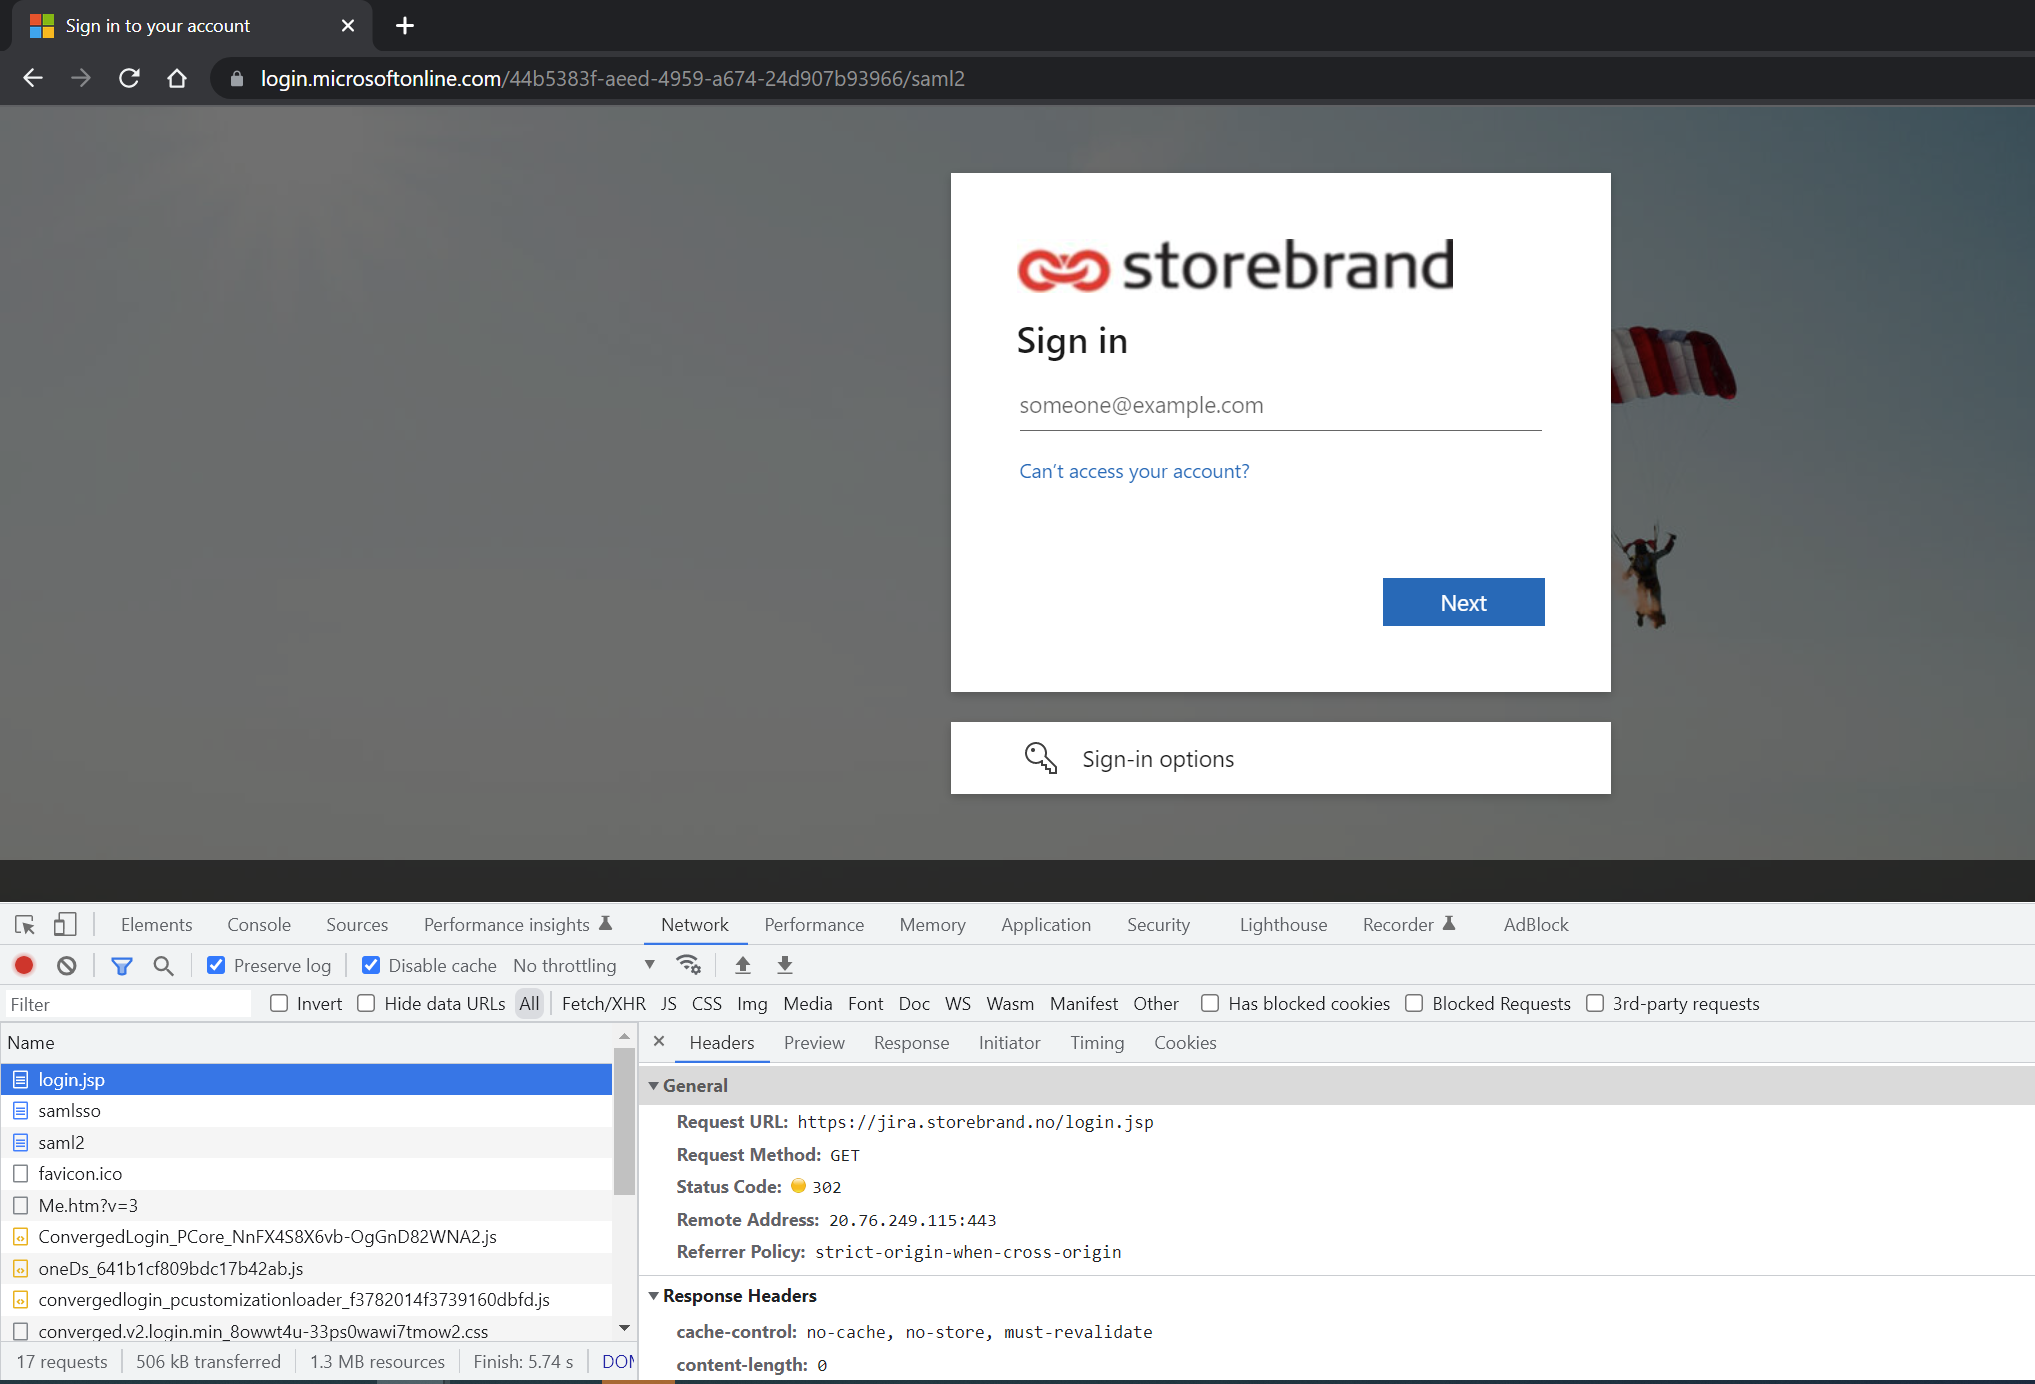 Sign in to your account
login.microsoftonline.com/44b5383f-aeed-4959-a674-24d907b93966/saml2
storebrand
Sign in
someone@example.com
Can't access your account?
Next
Sign-in options
Elements Console Sources Performance insights Network Performance Memory Application Security Lighthouse Recorder AdBlock
Preserve log Disable cache No throttling
Filter Invert Hide data URLs All Fetch/XHR JS CSS Img Media Font Doc WS Wasm Manifest Other Has blocked cookies Blocked Requests 3rd-party requests
Name
login.jsp
samlsso
saml2
favicon.ico
Me.htm?v=3
ConvergedLogin_PCore_NnFX4S8X6vb-OgGnD82WNA2.js
oneDs_641b1cf809bdc17b42ab.js
convergedlogin_pcustomizationloader_f3782014f3739160dbfd.js
converged.v2.login.min_8owwt4u-33ps0wawi7tmow2.css
17 requests 506 kB transferred 1.3 MB resources Finish: 5.74 s DOM
Headers Preview Response Initiator Timing Cookies
General
Request URL: https://jira.storebrand.no/login.jsp
Request Method: GET
Status Code: 302
Remote Address: 20.76.249.115:443
Referrer Policy: strict-origin-when-cross-origin
Response Headers
cache-control: no-cache, no-store, must-revalidate
content-length: 0